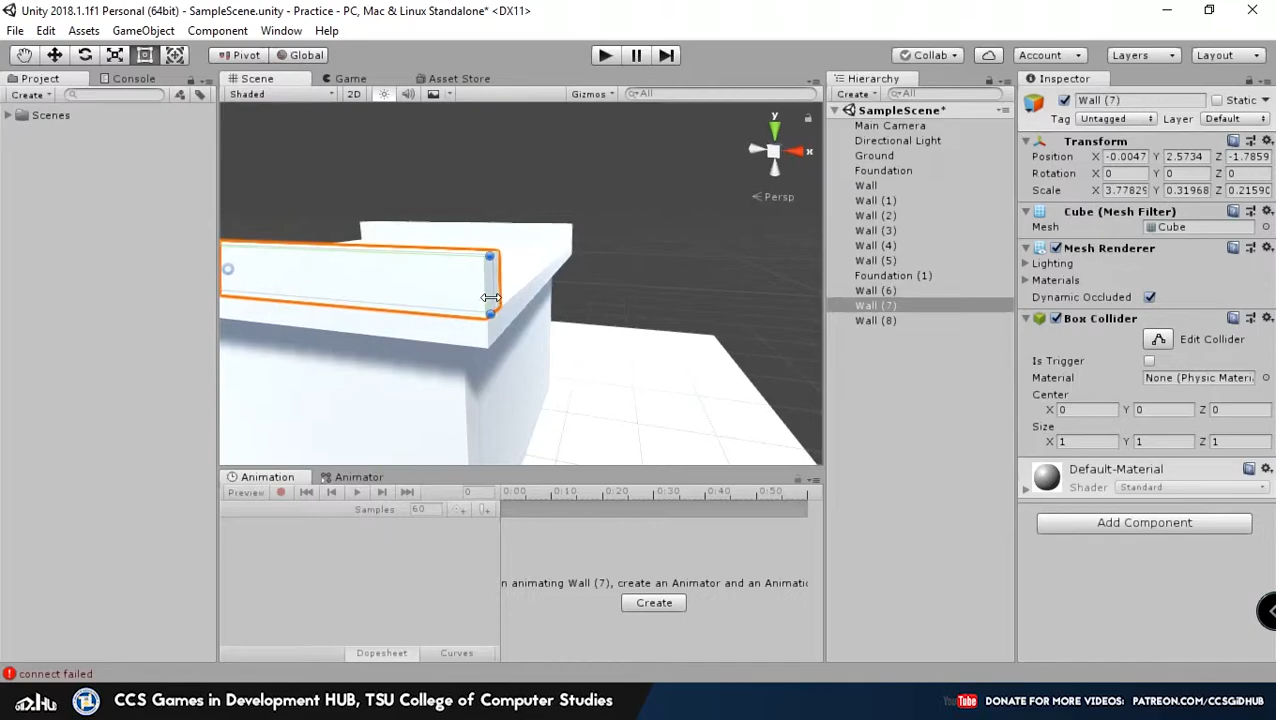 Unity 2018.1.1f1 Personal (64bit) - SampleScene.unity - Practice - PC, Mac & Linux Standalone* <DX11>
File Edit Assets GameObject Component Window Help
Pivot Global Collab Account Layers Layout
Project Console Scene Game Asset Store Hierarchy Inspector
Create Shaded 2D Gizmos All Create All Wall (7) Static
Scenes SampleScene* Tag Untagged Layer Default
Main Camera
Directional Light
Ground
Foundation
Wall
Wall (1)
Wall (2)
Wall (3)
Wall (4)
Wall (5)
Foundation (1)
Wall (6)
Wall (7)
Wall (8)
y
x
Persp
Transform
Position X -0.0047 Y 2.5734 Z -1.7859
Rotation X 0 Y 0 Z 0
Scale X 3.77829 Y 0.31968 Z 0.21590
Cube (Mesh Filter)
Mesh Cube
Mesh Renderer
Lighting
Materials
Dynamic Occluded
Box Collider
Edit Collider
Is Trigger
Material None (Physic Materi
Center
X 0 Y 0 Z 0
Size
X 1 Y 1 Z 1
Default-Material
Shader Standard
Add Component
Animation Animator
Preview 0 0:00 0:10 0:20 0:30 0:40 0:50
Samples 60
n animating Wall (7), create an Animator and an Animatio
Create
Dopesheet Curves
connect failed
CCS Games in Development HUB, TSU College of Computer Studies
YouTube DONATE FOR MORE VIDEOS: PATREON.COM/CCSGIDHUB